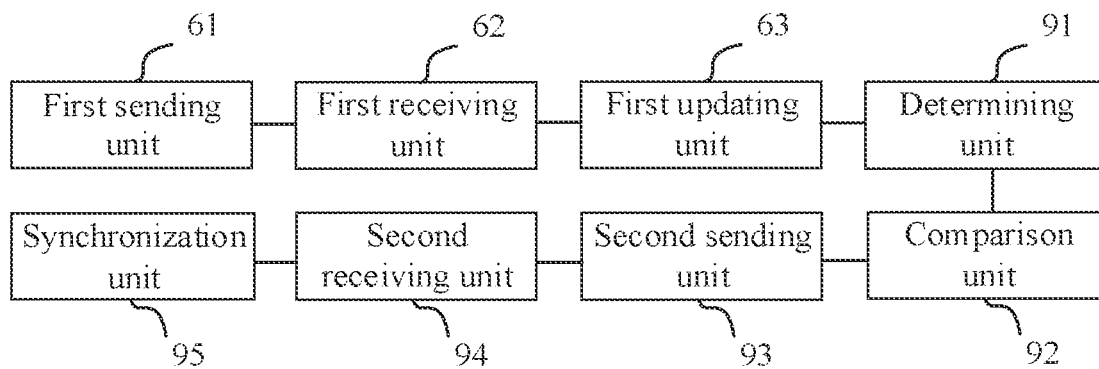 61
62
63
91
First sending
unit
First receiving
unit
First updating
unit
Determining
unit
Synchronization
unit
Second
receiving unit
Second sending
unit
Comparison
unit
95
94
93
92